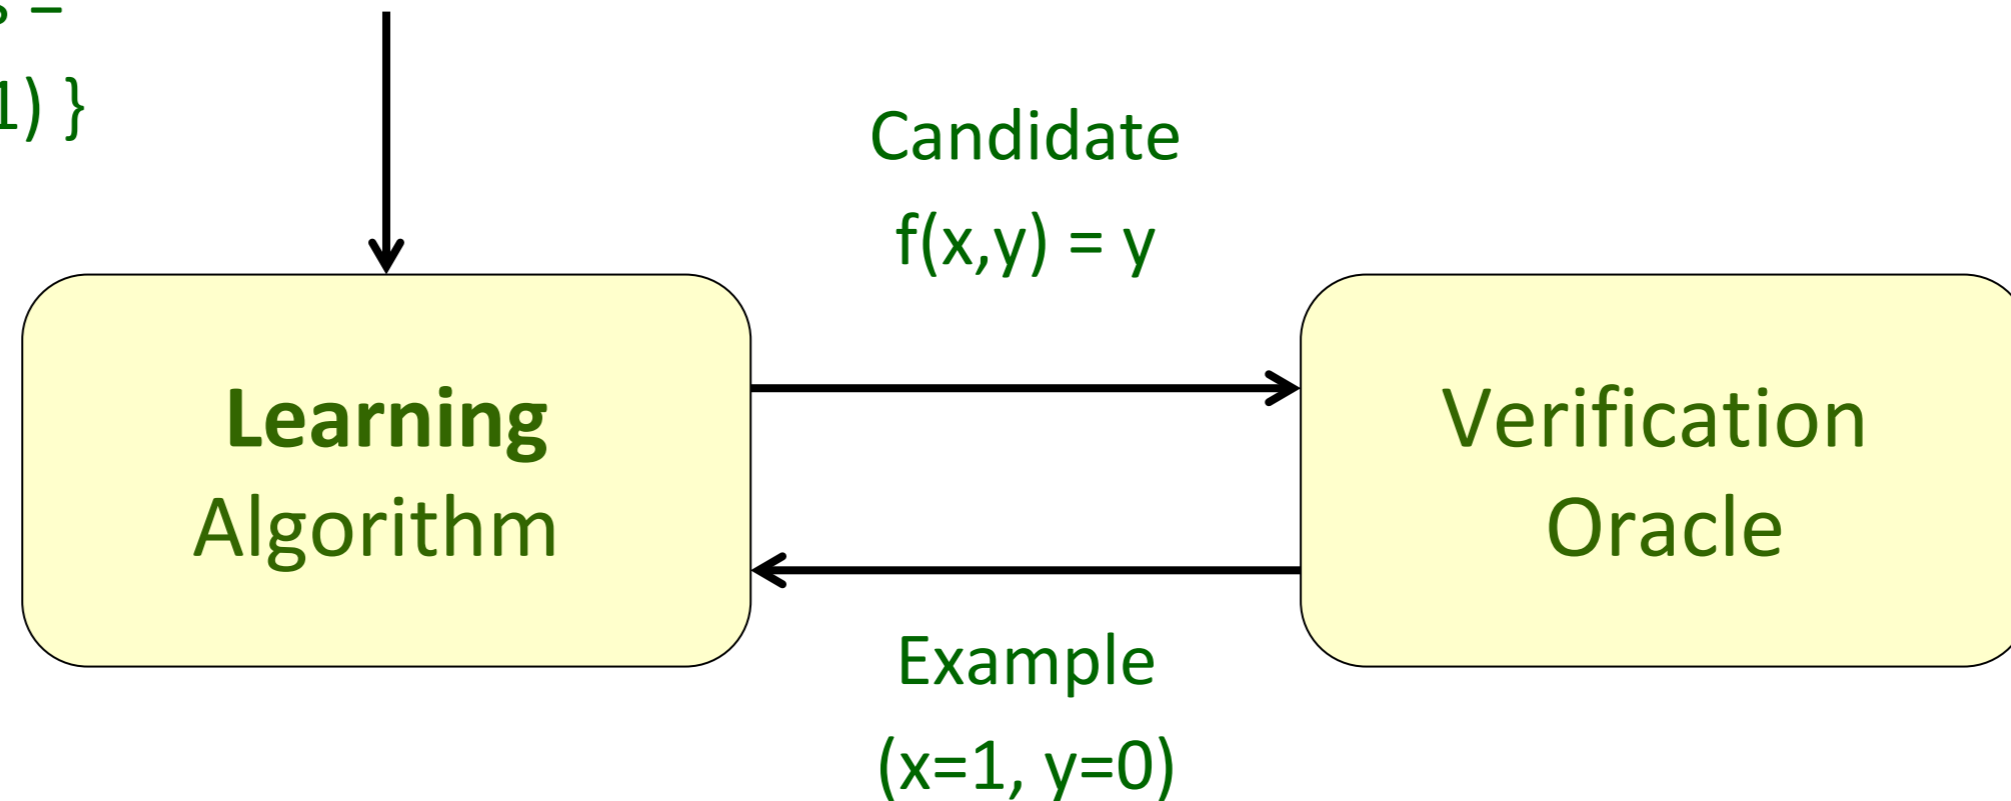 1) }
Candidate
f(x,y) = y
Learning
Algorithm
Verification
Oracle
Example
(x=1, y=0)